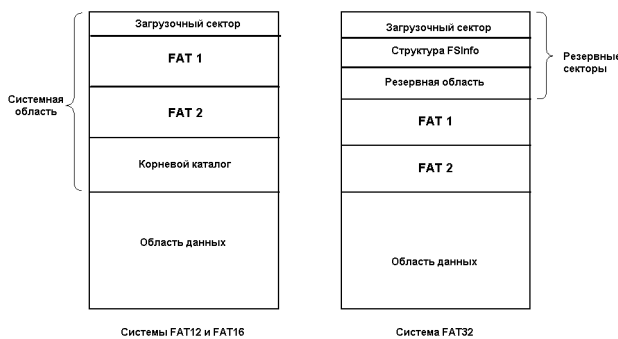 Загрузочный сектор
FAT 1
FAT 2
Корневой каталог
Область данных
Системная
область
Системы FAT12 и FAT16
Загрузочный сектор
Структура FSInfo
Резервная область
FAT 1
FAT 2
Область данных
Резервные
секторы
Система FAT32